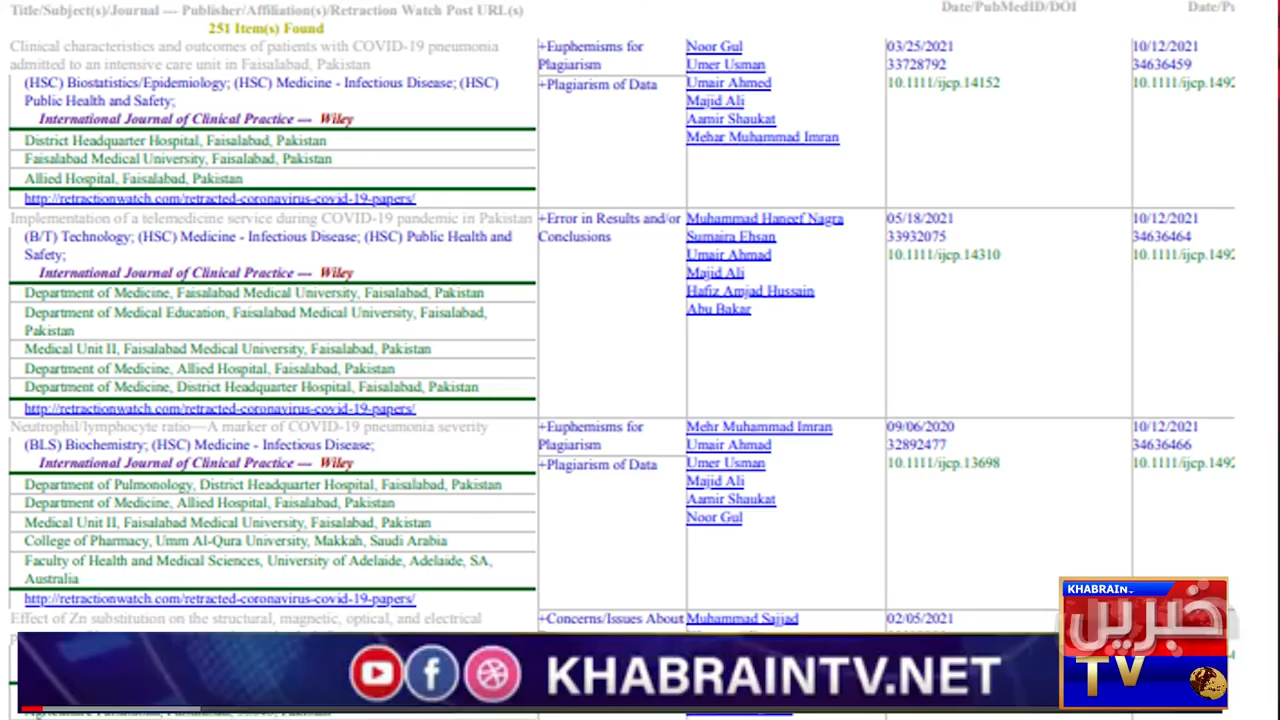 Title/Subject(s)/Journal --- Publisher/Affiliation(s)/Retraction Watch Post URL(s)
Date/PubMedID/DOI
251 Item(s) Found
Clinical characteristics and outcomes of patients with COVID-19 pneumonia
admitted to an intensive care unit in Faisalabad, Pakistan
(HSC) Biostatistics/Epidemiology; (HSC) Medicine - Infectious Disease; (HSC)
Public Health and Safety;
International Journal of Clinical Practice --- Wiley
District Headquarter Hospital, Faisalabad, Pakistan
Faisalabad Medical University, Faisalabad, Pakistan
Allied Hospital, Faisalabad, Pakistan
http://retractionwatch.com/retracted-coronavirus-covid-19-papers/
+Euphemisms for
Plagiarism
+Plagiarism of Data
Noor Gul
Umer Usman
Umair Ahmed
Majid Ali
Aamir Shaukat
Mehar Muhammad Imran
03/25/2021
33728792
10.1111/ijcp.14152
10/12/2021
34636459
10.1111/ijcp.149
Implementation of a telemedicine service during COVID-19 pandemic in Pakistan
(B/T) Technology; (HSC) Medicine - Infectious Disease; (HSC) Public Health and
Safety;
International Journal of Clinical Practice --- Wiley
Department of Medicine, Faisalabad Medical University, Faisalabad, Pakistan
Department of Medical Education, Faisalabad Medical University, Faisalabad,
Pakistan
Medical Unit II, Faisalabad Medical University, Faisalabad, Pakistan
Department of Medicine, Allied Hospital, Faisalabad, Pakistan
Department of Medicine, District Headquarter Hospital, Faisalabad, Pakistan
http://retractionwatch.com/retracted-coronavirus-covid-19-papers/
+Error in Results and/or
Conclusions
Muhammad Haneef Nagra
Sumaira Ehsan
Umair Ahmad
Majid Ali
Hafiz Amjad Hussain
Abu Bakar
05/18/2021
33932075
10.1111/ijcp.14310
10/12/2021
34636464
10.1111/ijcp.149
Neutrophil/lymphocyte ratio—A marker of COVID-19 pneumonia severity
(BLS) Biochemistry; (HSC) Medicine - Infectious Disease;
International Journal of Clinical Practice --- Wiley
Department of Pulmonology, District Headquarter Hospital, Faisalabad, Pakistan
Department of Medicine, Allied Hospital, Faisalabad, Pakistan
Medical Unit II, Faisalabad Medical University, Faisalabad, Pakistan
College of Pharmacy, Umm Al-Qura University, Makkah, Saudi Arabia
Faculty of Health and Medical Sciences, University of Adelaide, Adelaide, SA,
Australia
http://retractionwatch.com/retracted-coronavirus-covid-19-papers/
+Euphemisms for
Plagiarism
+Plagiarism of Data
Mehr Muhammad Imran
Umair Ahmad
Umer Usman
Majid Ali
Aamir Shaukat
Noor Gul
09/06/2020
32892477
10.1111/ijcp.13698
10/12/2021
34636466
10.1111/ijcp.149
Effect of Zn substitution on the structural, magnetic, optical, and electrical
+Concerns/Issues About
Muhammad Sajjad
02/05/2021
KHABRAINTV.NET
KHABRAIN
خبریں
TV